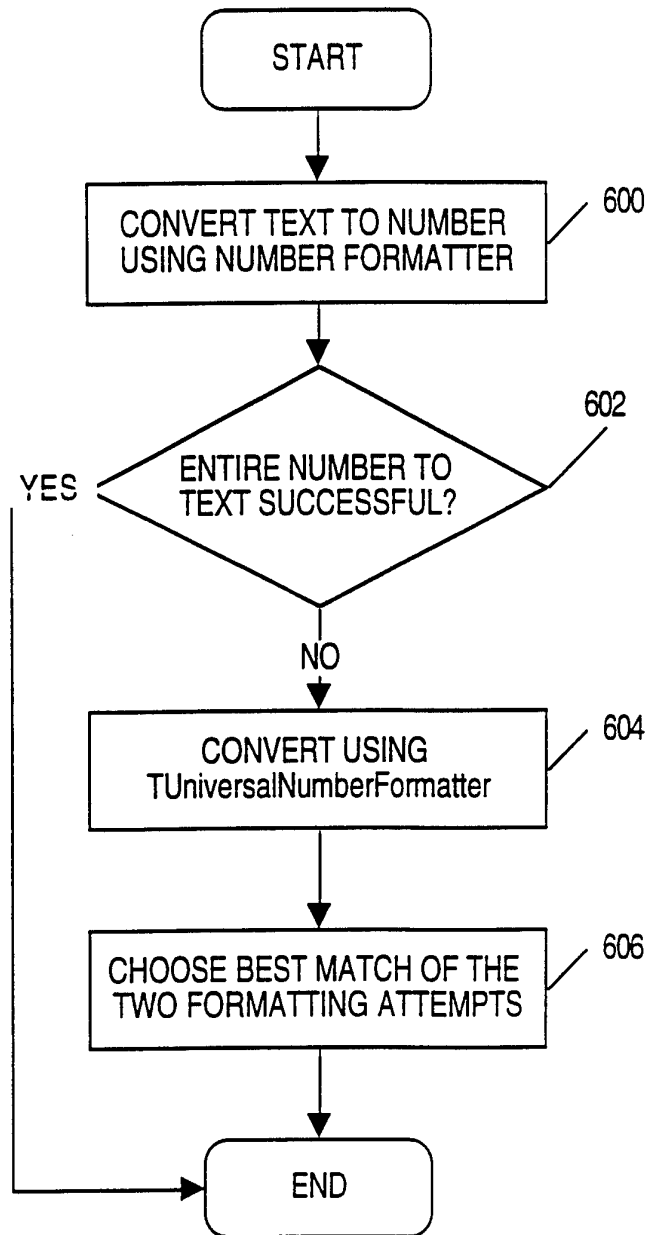 START
CONVERT TEXT TO NUMBER
USING NUMBER FORMATTER
600
602
ENTIRE NUMBER TO
TEXT SUCCESSFUL?
YES
NO
CONVERT USING
TUniversalNumberFormatter
604
CHOOSE BEST MATCH OF THE
TWO FORMATTING ATTEMPTS
606
END